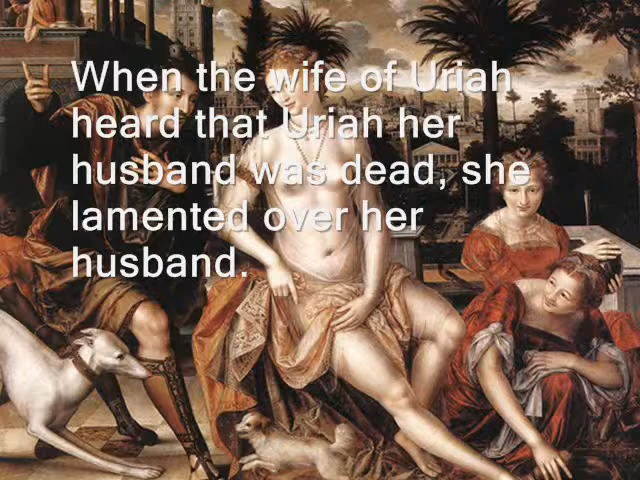 When the wife of Uriah
heard that Uriah her
husband was dead, she
lamented over her
husband.